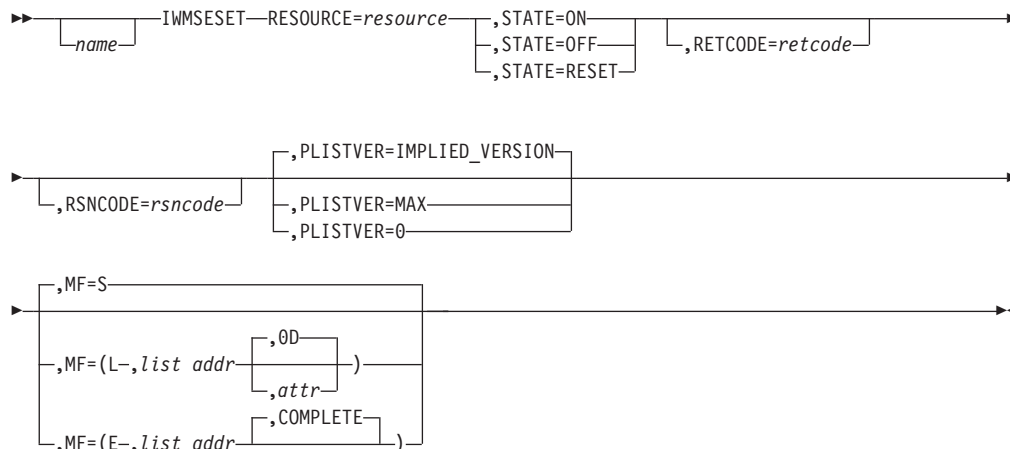 IWMSESET RESOURCE=resource ,STATE=ON
name ,STATE=OFF ,RETCODE=retcode
,STATE=RESET
,PLISTVER=IMPLIED_VERSION
,RSNCODE=rsncode ,PLISTVER=MAX
,PLISTVER=0
,MF=S
,0D
,MF=(L ,list addr )
,attr
,COMPLETE
,MF=(E ,list addr )